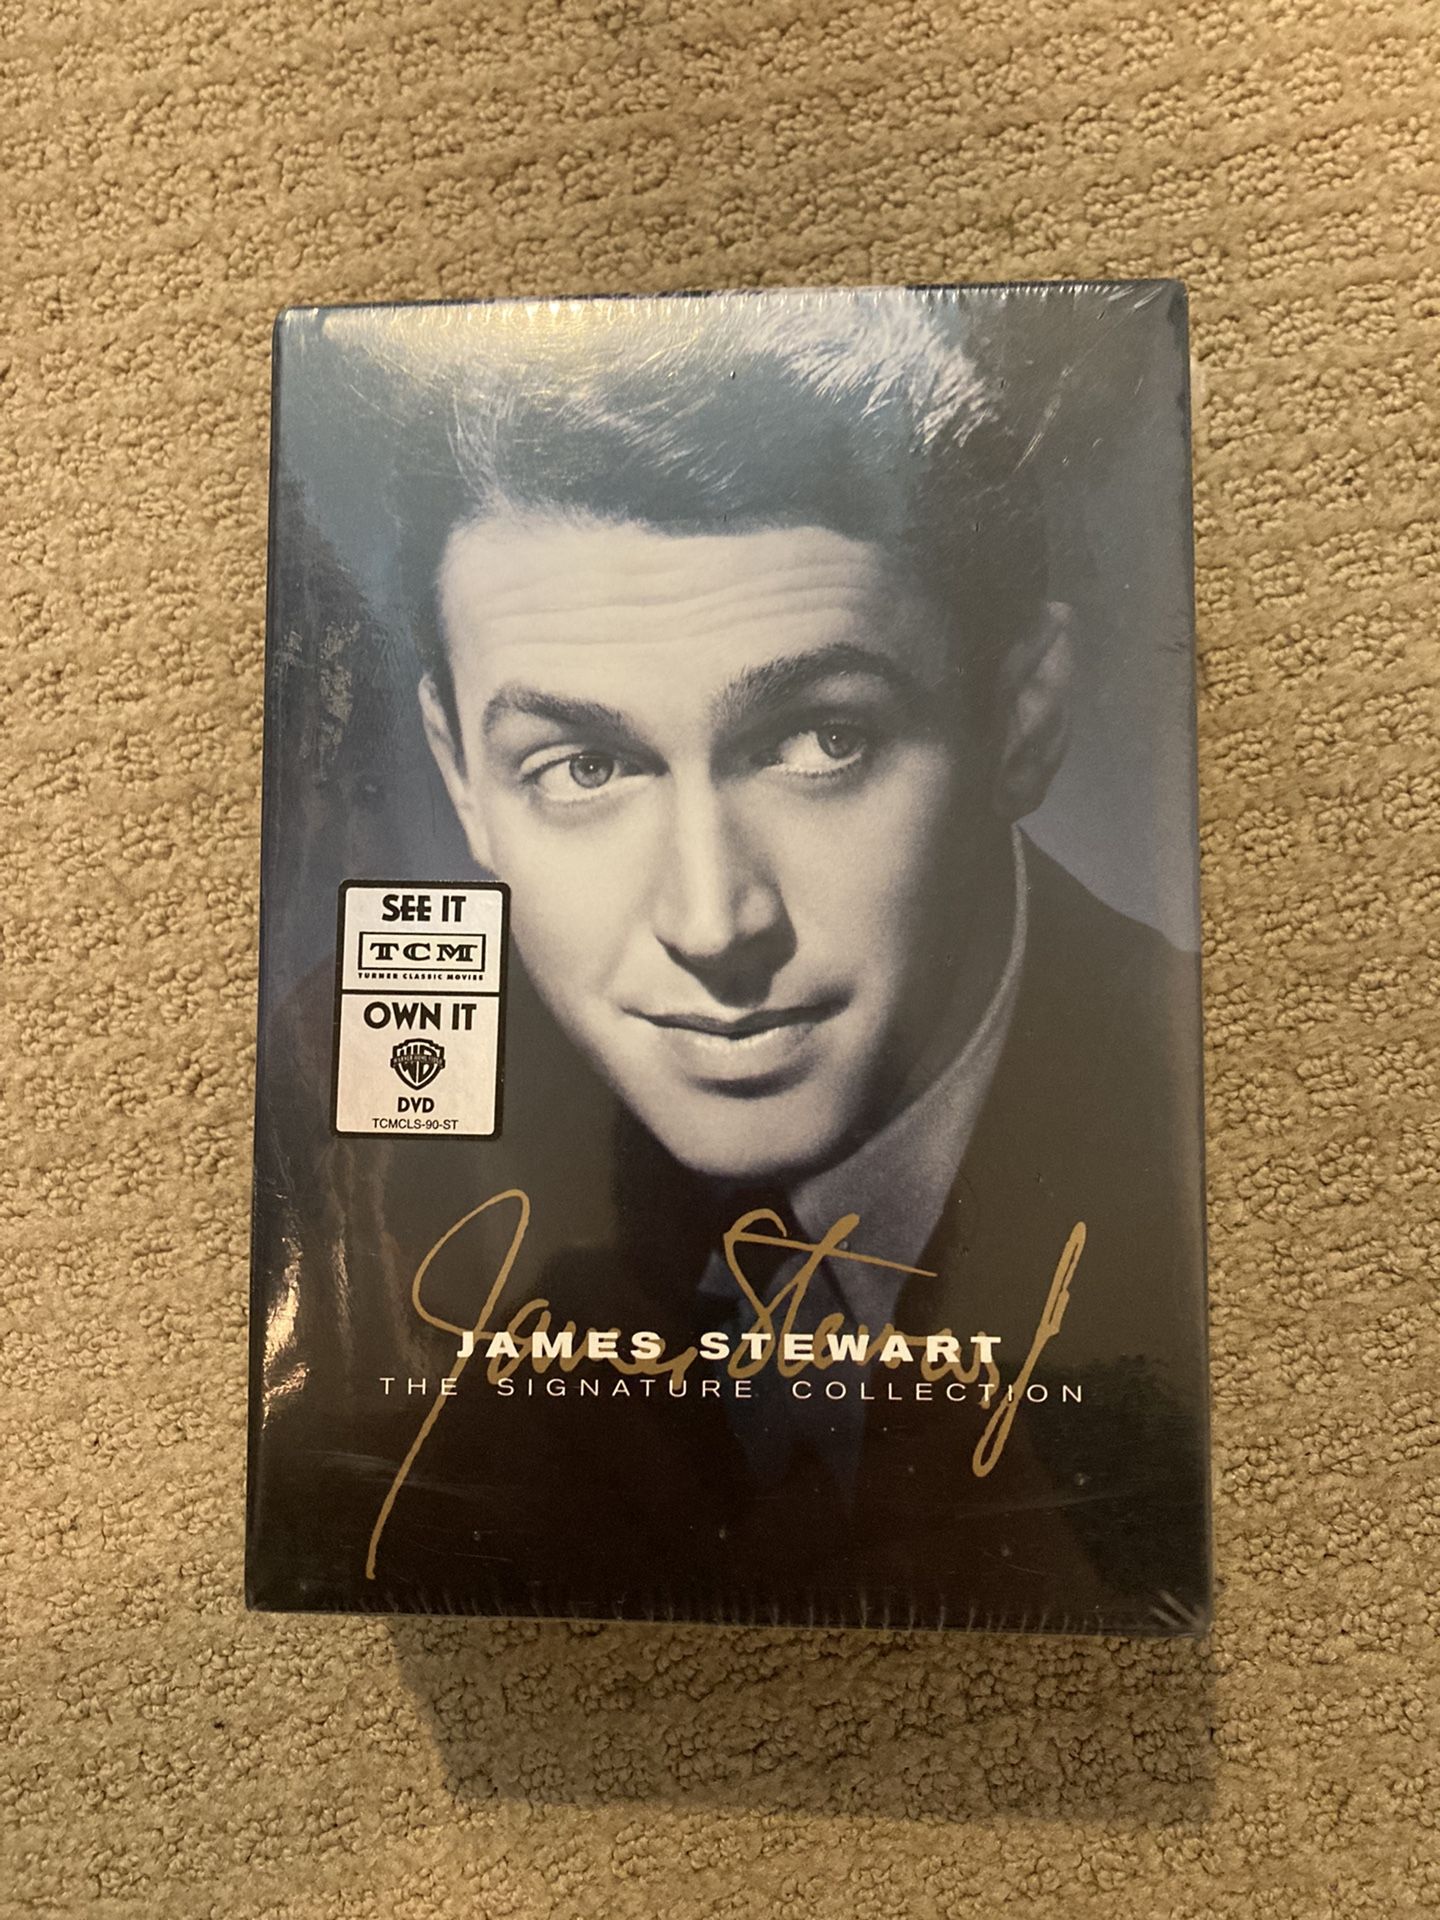 SEE IT
TCM
TURNER CLASSIC MOVIES
OWN IT
WB
DVD
TCMCLS-90-ST
James Stewart
JAMES STEWART
THE SIGNATURE COLLECTION